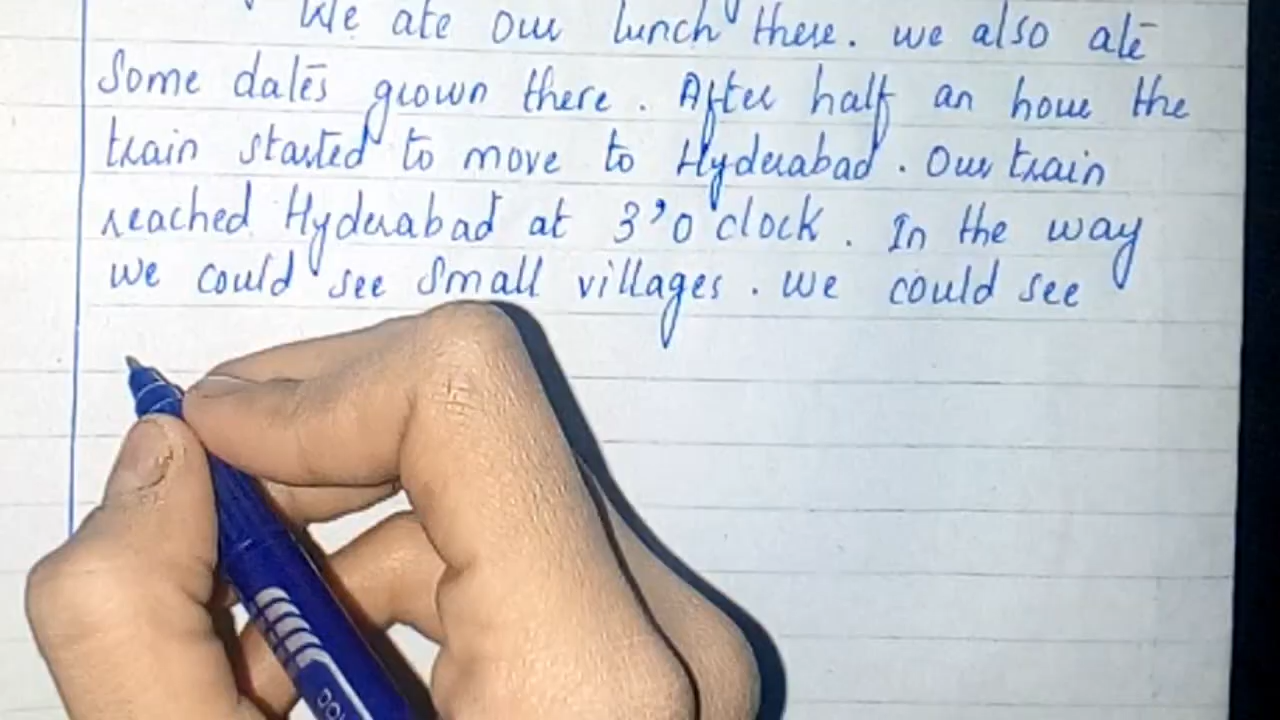 We ate our lunch there. we also ate
Some dates grown there. After half an hour the
train started to move to Hyderabad. Our train
reached Hyderabad at 3'0 clock. In the way
we could see Small villages. we could see